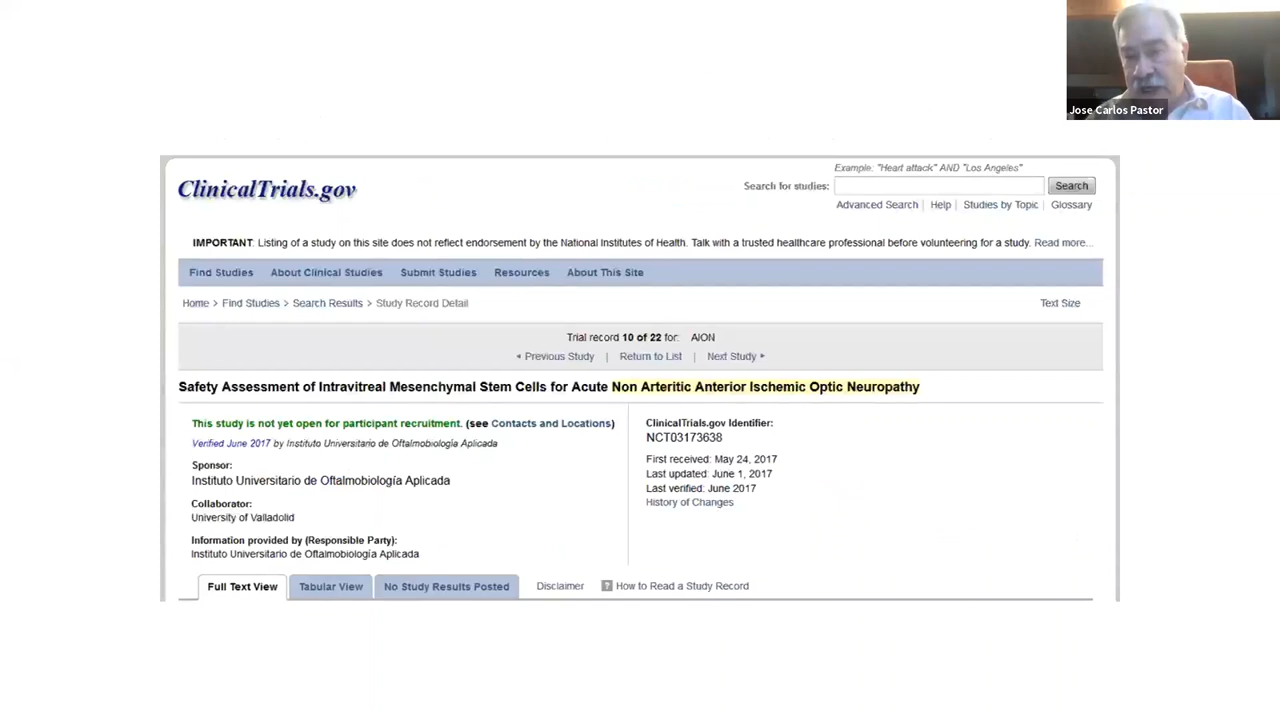 Jose Carlos Pastor
ClinicalTrials.gov
Example: "Heart attack" AND "Los Angeles"
Search for studies:
Search
Advanced Search | Help | Studies by Topic | Glossary
IMPORTANT: Listing of a study on this site does not reflect endorsement by the National Institutes of Health. Talk with a trusted healthcare professional before volunteering for a study. Read more...
Find Studies About Clinical Studies Submit Studies Resources About This Site
Home > Find Studies > Search Results > Study Record Detail
Text Size
Trial record 10 of 22 for: AION
◂ Previous Study | Return to List | Next Study ▸
Safety Assessment of Intravitreal Mesenchymal Stem Cells for Acute Non Arteritic Anterior Ischemic Optic Neuropathy
This study is not yet open for participant recruitment. (see Contacts and Locations)
Verified June 2017 by Instituto Universitario de Oftalmobiología Aplicada
Sponsor:
Instituto Universitario de Oftalmobiología Aplicada
Collaborator:
University of Valladolid
Information provided by (Responsible Party):
Instituto Universitario de Oftalmobiología Aplicada
ClinicalTrials.gov Identifier:
NCT03173638
First received: May 24, 2017
Last updated: June 1, 2017
Last verified: June 2017
History of Changes
Full Text View Tabular View No Study Results Posted Disclaimer ? How to Read a Study Record